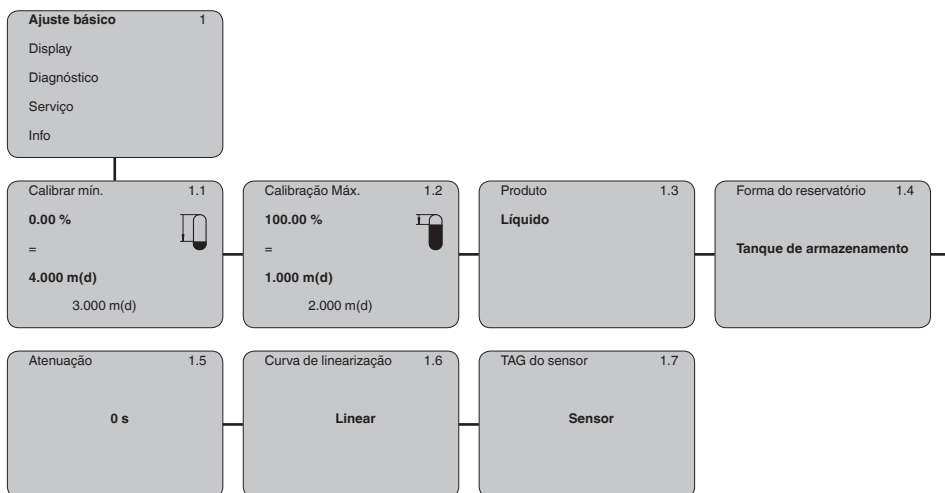 Ajuste básico 1
Display
Diagnóstico
Serviço
Info
Calibrar mín. 1.1
0.00 %
=
4.000 m(d)
3.000 m(d)
Calibração Máx. 1.2
100.00 %
=
1.000 m(d)
2.000 m(d)
Produto 1.3
Líquido
Forma do reservatório 1.4
Tanque de armazenamento
Atenuação 1.5
0 s
Curva de linearização 1.6
Linear
TAG do sensor 1.7
Sensor